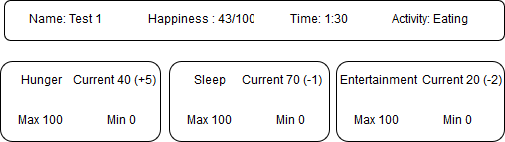 Name: Test 1 Happiness : 43/100 Time: 1:30 Activity: Eating
Hunger Current 40 (+5)
Max 100 Min 0
Sleep Current 70 (-1)
Max 100 Min 0
Entertainment Current 20 (-2)
Max 100 Min 0